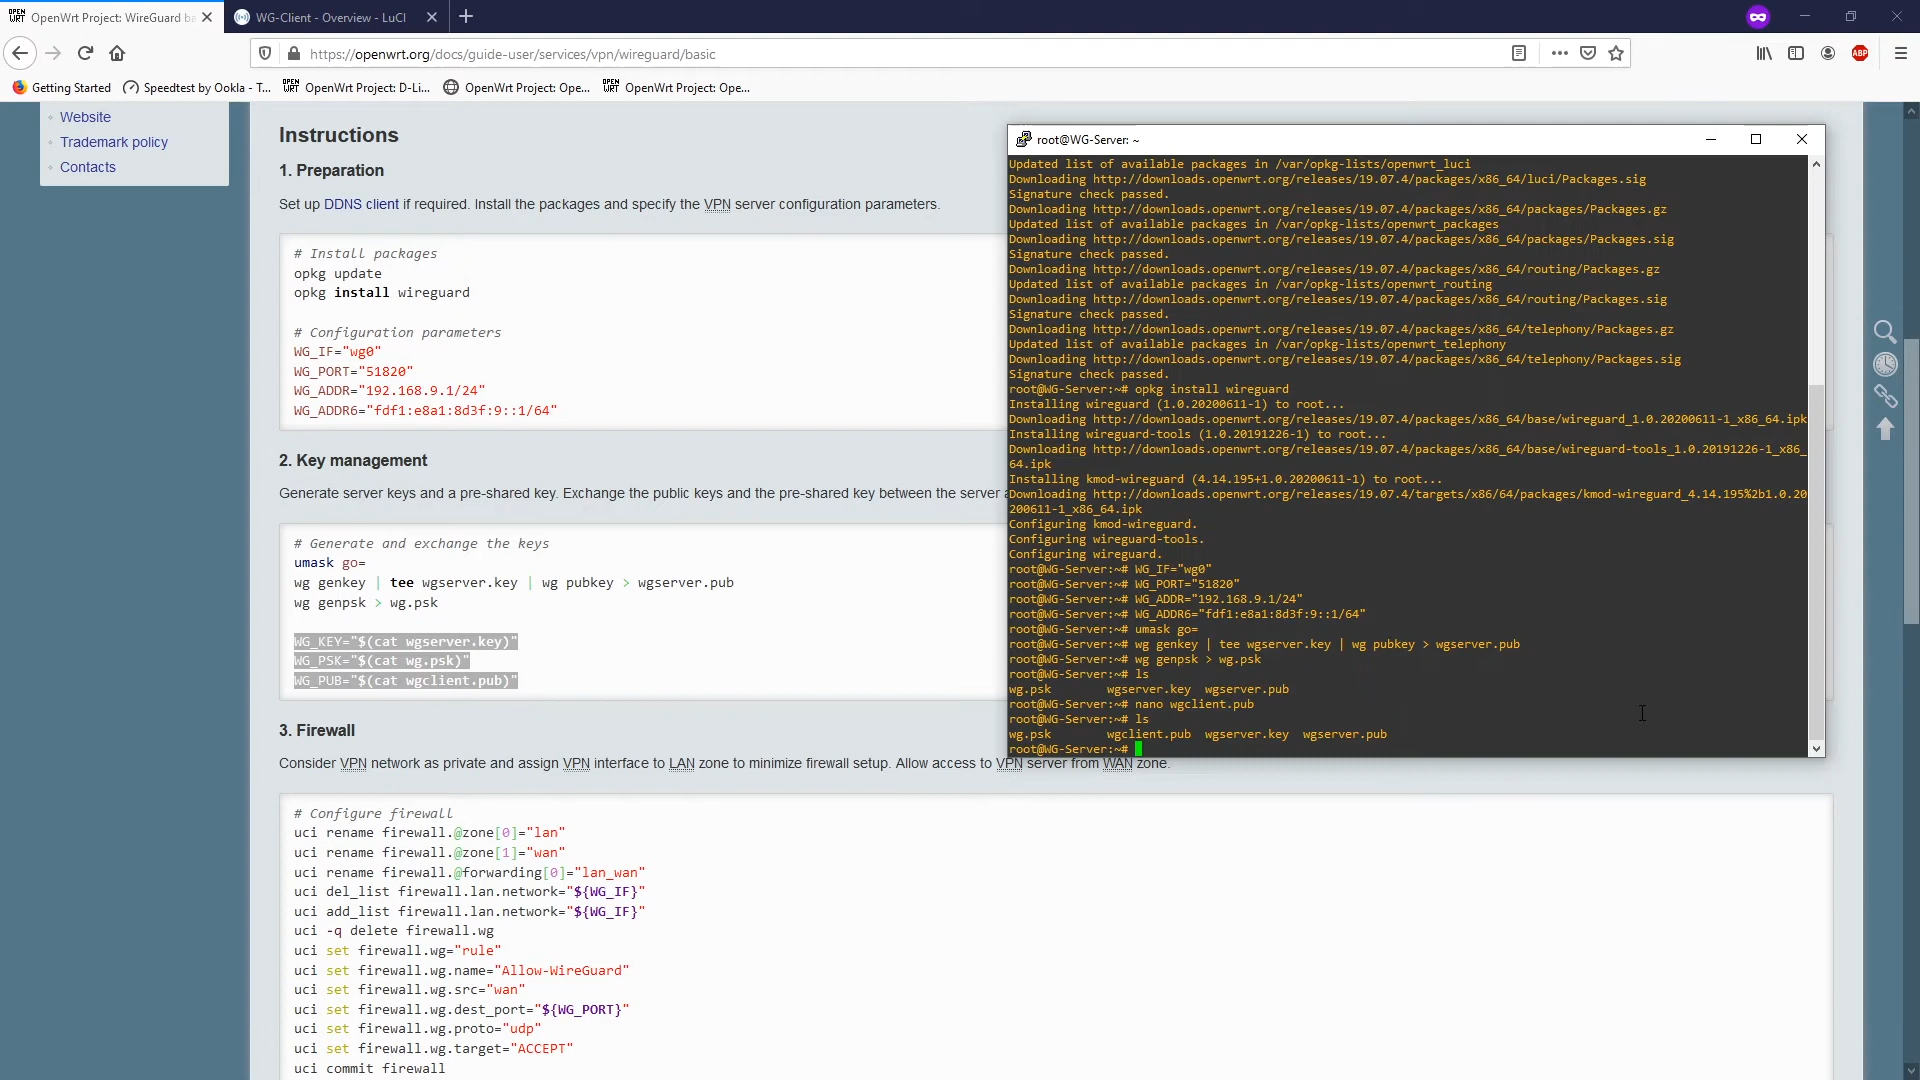 OpenWrt Project: WireGuard ba
WG-Client - Overview - LuCI
https://openwrt.org/docs/guide-user/services/vpn/wireguard/basic
ABP
Getting Started
Speedtest by Ookla - T...
OpenWrt Project: D-Li...
OpenWrt Project: Ope...
OpenWrt Project: Ope...
Website
Trademark policy
Contacts
Instructions
1. Preparation
Set up DDNS client if required. Install the packages and specify the VPN server configuration parameters.
# Install packages
opkg update
opkg install wireguard
# Configuration parameters
WG_IF="wg0"
WG_PORT="51820"
WG_ADDR="192.168.9.1/24"
WG_ADDR6="fdf1:e8a1:8d3f:9::1/64"
2. Key management
Generate server keys and a pre-shared key. Exchange the public keys and the pre-shared key between the server
# Generate and exchange the keys
umask go=
wg genkey | tee wgserver.key | wg pubkey > wgserver.pub
wg genpsk > wg.psk
WG_KEY="$(cat wgserver.key)"
WG_PSK="$(cat wg.psk)"
WG_PUB="$(cat wgclient.pub)"
3. Firewall
Consider VPN network as private and assign VPN interface to LAN zone to minimize firewall setup. Allow access to VPN server from WAN zone.
# Configure firewall
uci rename firewall.@zone[0]="lan"
uci rename firewall.@zone[1]="wan"
uci rename firewall.@forwarding[0]="lan_wan"
uci del_list firewall.lan.network="${WG_IF}"
uci add_list firewall.lan.network="${WG_IF}"
uci -q delete firewall.wg
uci set firewall.wg="rule"
uci set firewall.wg.name="Allow-WireGuard"
uci set firewall.wg.src="wan"
uci set firewall.wg.dest_port="${WG_PORT}"
uci set firewall.wg.proto="udp"
uci set firewall.wg.target="ACCEPT"
uci commit firewall
root@WG-Server: ~
Updated list of available packages in /var/opkg-lists/openwrt_luci
Downloading http://downloads.openwrt.org/releases/19.07.4/packages/x86_64/luci/Packages.sig
Signature check passed.
Downloading http://downloads.openwrt.org/releases/19.07.4/packages/x86_64/packages/Packages.gz
Updated list of available packages in /var/opkg-lists/openwrt_packages
Downloading http://downloads.openwrt.org/releases/19.07.4/packages/x86_64/packages/Packages.sig
Signature check passed.
Downloading http://downloads.openwrt.org/releases/19.07.4/packages/x86_64/routing/Packages.gz
Updated list of available packages in /var/opkg-lists/openwrt_routing
Downloading http://downloads.openwrt.org/releases/19.07.4/packages/x86_64/routing/Packages.sig
Signature check passed.
Downloading http://downloads.openwrt.org/releases/19.07.4/packages/x86_64/telephony/Packages.gz
Updated list of available packages in /var/opkg-lists/openwrt_telephony
Downloading http://downloads.openwrt.org/releases/19.07.4/packages/x86_64/telephony/Packages.sig
Signature check passed.
root@WG-Server:~# opkg install wireguard
Installing wireguard (1.0.20200611-1) to root...
Downloading http://downloads.openwrt.org/releases/19.07.4/packages/x86_64/base/wireguard_1.0.20200611-1_x86_64.ipk
Installing wireguard-tools (1.0.20191226-1) to root...
Downloading http://downloads.openwrt.org/releases/19.07.4/packages/x86_64/base/wireguard-tools_1.0.20191226-1_x86_
64.ipk
Installing kmod-wireguard (4.14.195+1.0.20200611-1) to root...
Downloading http://downloads.openwrt.org/releases/19.07.4/targets/x86/64/packages/kmod-wireguard_4.14.195%2b1.0.20
200611-1_x86_64.ipk
Configuring kmod-wireguard.
Configuring wireguard-tools.
Configuring wireguard.
root@WG-Server:~# WG_IF="wg0"
root@WG-Server:~# WG_PORT="51820"
root@WG-Server:~# WG_ADDR="192.168.9.1/24"
root@WG-Server:~# WG_ADDR6="fdf1:e8a1:8d3f:9::1/64"
root@WG-Server:~# umask go=
root@WG-Server:~# wg genkey | tee wgserver.key | wg pubkey > wgserver.pub
root@WG-Server:~# wg genpsk > wg.psk
root@WG-Server:~# ls
wg.psk wgserver.key wgserver.pub
root@WG-Server:~# nano wgclient.pub
root@WG-Server:~# ls
wg.psk wgclient.pub wgserver.key wgserver.pub
root@WG-Server:~#